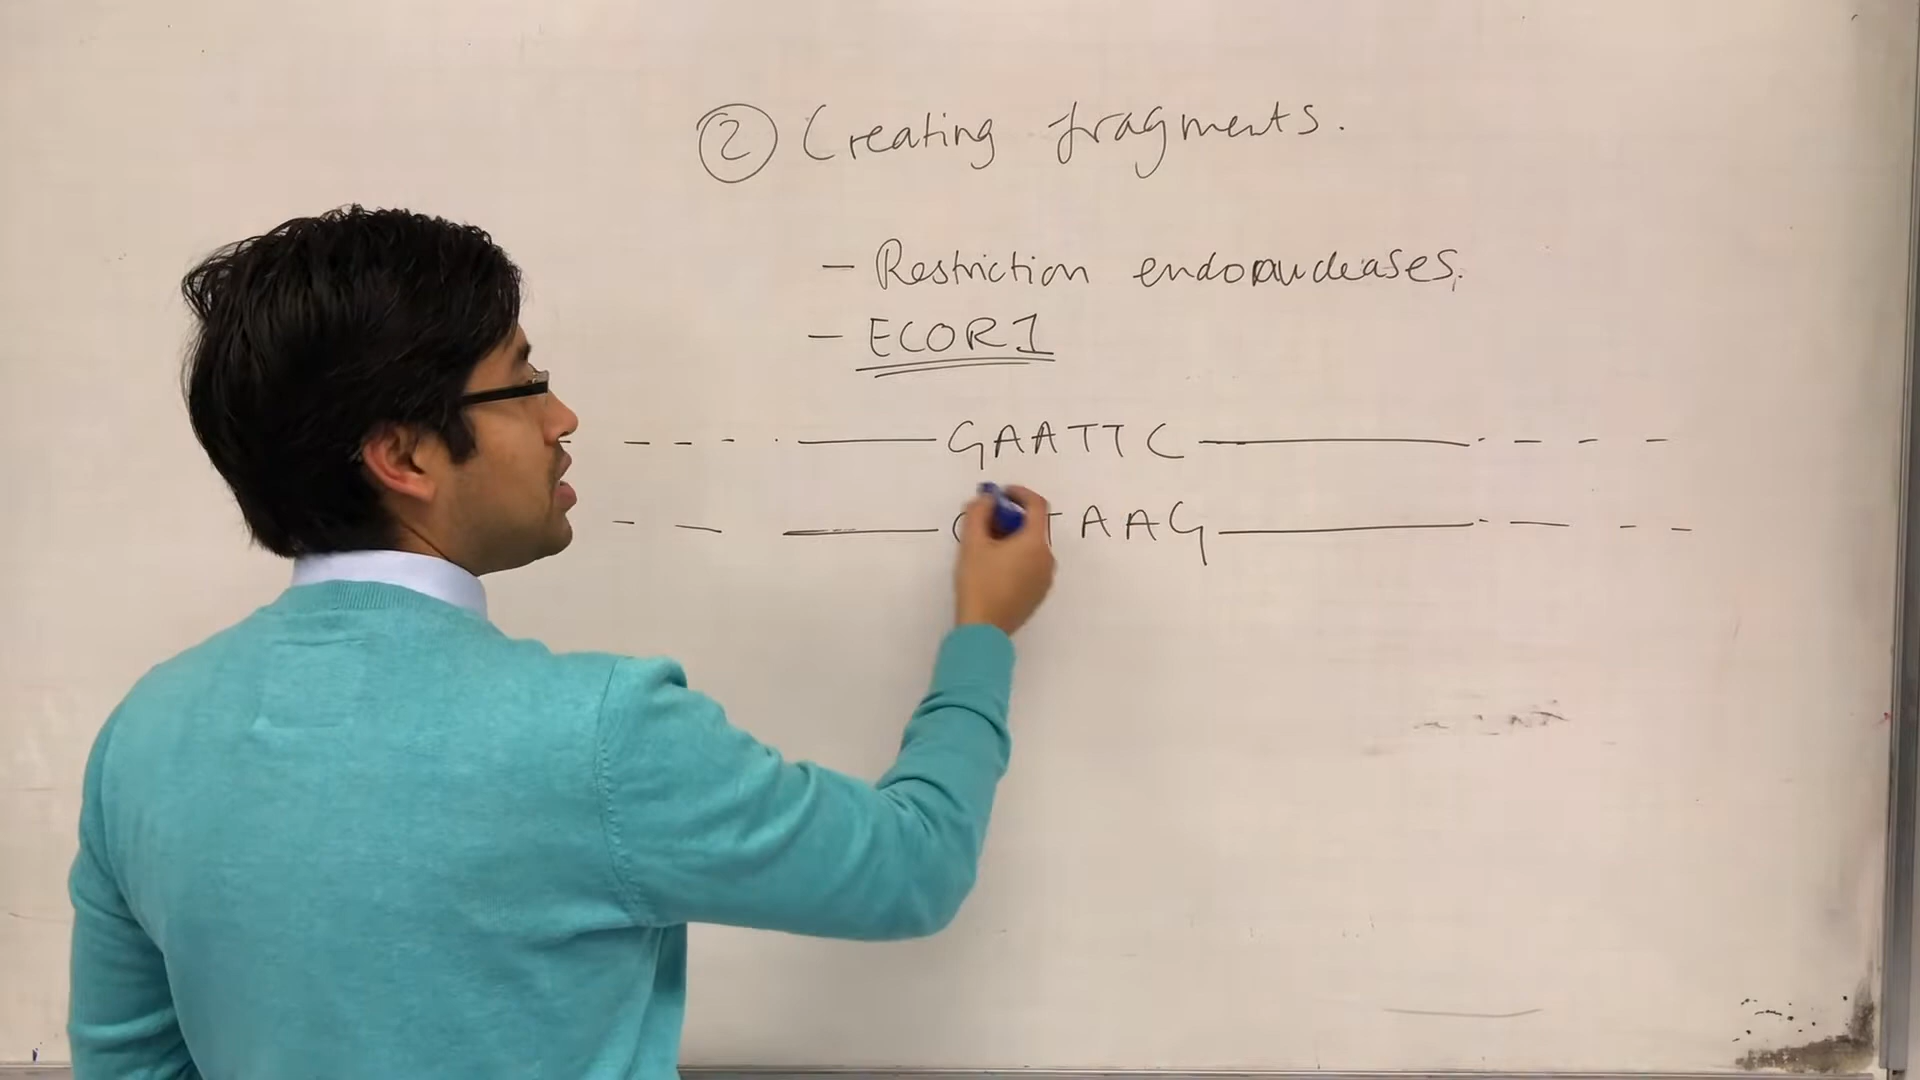 ② Creating fragments.
- Restriction endonucleases.
- ECOR1
GAATTC
TAAG